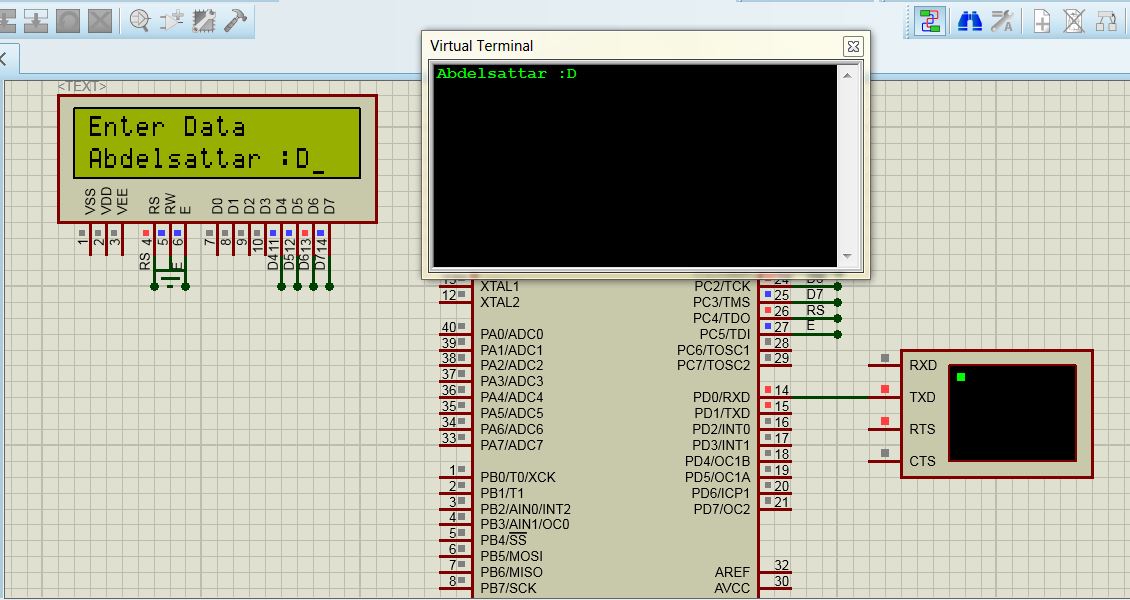 Virtual Terminal
Abdelsattar :D
<TEXT>
Enter Data
Abdelsattar :D_
VSS
VDD
VEE
RS
RW
E
D0
D1
D2
D3
D4
D5
D6
D7
1
2
3
4
5
6
7
8
9
10
11
12
13
14
RS
E
D4
D5
D6
D7
13 XTAL1
12 XTAL2
40 PA0/ADC0
39 PA1/ADC1
38 PA2/ADC2
37 PA3/ADC3
36 PA4/ADC4
35 PA5/ADC5
34 PA6/ADC6
33 PA7/ADC7
1 PB0/T0/XCK
2 PB1/T1
3 PB2/AIN0/INT2
4 PB3/AIN1/OC0
5 PB4/SS
6 PB5/MOSI
7 PB6/MISO
8 PB7/SCK
PC2/TCK 24 D6
PC3/TMS 25 D7
PC4/TDO 26 RS
PC5/TDI 27 E
PC6/TOSC1 28
PC7/TOSC2 29
PD0/RXD 14
PD1/TXD 15
PD2/INT0 16
PD3/INT1 17
PD4/OC1B 18
PD5/OC1A 19
PD6/ICP1 20
PD7/OC2 21
AREF 32
AVCC 30
RXD
TXD
RTS
CTS